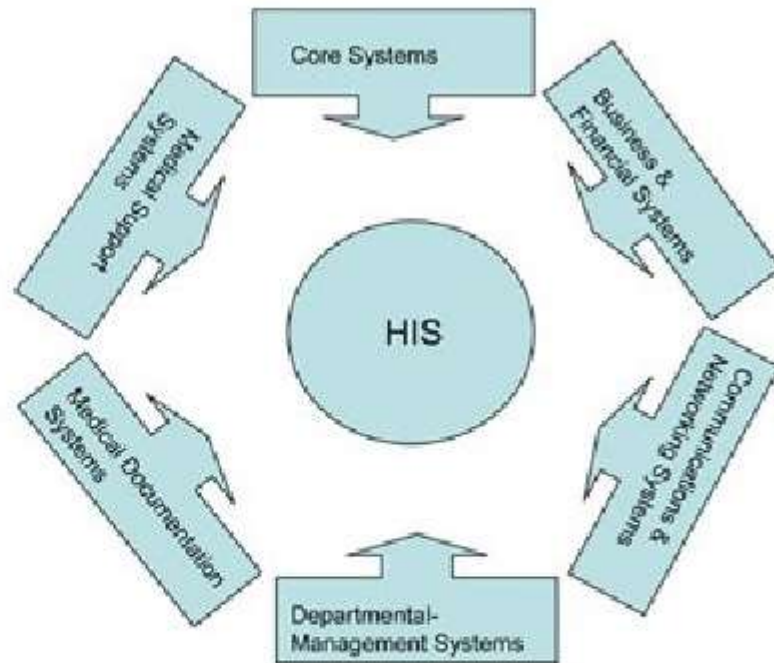 Core Systems
Business &
Financial Systems
Communications &
Networking Systems
Departmental-
Management Systems
Medical Documentation
Systems
Medical Support
Systems
HIS